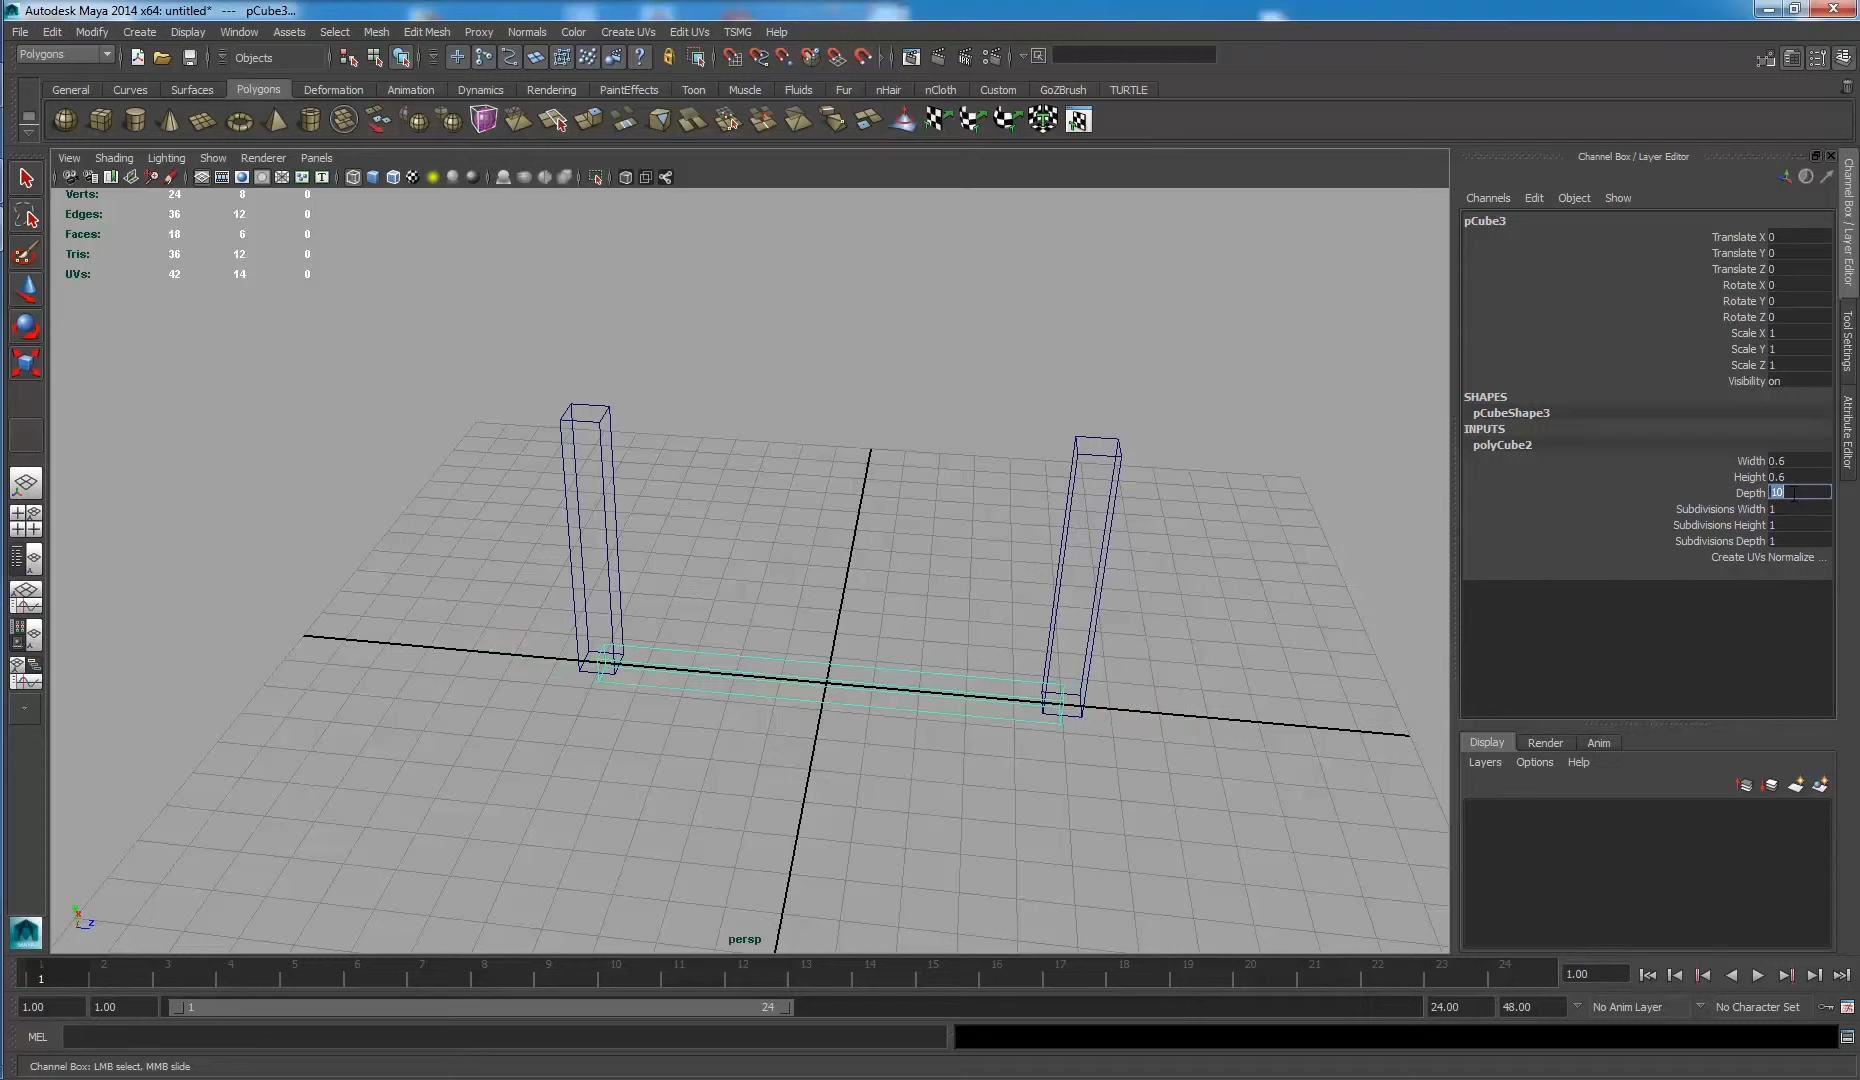 Autodesk Maya 2014 x64: untitled* --- pCube3...
File Edit Modify Create Display Window Assets Select Mesh Edit Mesh Proxy Normals Color Create UVs Edit UVs TSMG Help
Polygons Objects
General Curves Surfaces Polygons Deformation Animation Dynamics Rendering PaintEffects Toon Muscle Fluids Fur nHair nCloth Custom GoZBrush TURTLE
View Shading Lighting Show Renderer Panels
Verts: 24 8 0
Edges: 36 12 0
Faces: 18 6 0
Tris: 36 12 0
UVs: 42 14 0
persp
z
Channel Box / Layer Editor
Channels Edit Object Show
pCube3
Translate X 0
Translate Y 0
Translate Z 0
Rotate X 0
Rotate Y 0
Rotate Z 0
Scale X 1
Scale Y 1
Scale Z 1
Visibility on
SHAPES
pCubeShape3
INPUTS
polyCube2
Width 0.6
Height 0.6
Depth 10
Subdivisions Width 1
Subdivisions Height 1
Subdivisions Depth 1
Create UVs Normalize ...
Channel Box / Layer Editor
Tool Settings
Attribute Editor
Display Render Anim
Layers Options Help
1 2 3 4 5 6 7 8 9 10 11 12 13 14 15 16 17 18 19 20 21 22 23 24
1 1.00
1.00 1.00 1 24 24.00 48.00 No Anim Layer No Character Set
MEL
Channel Box: LMB select, MMB slide